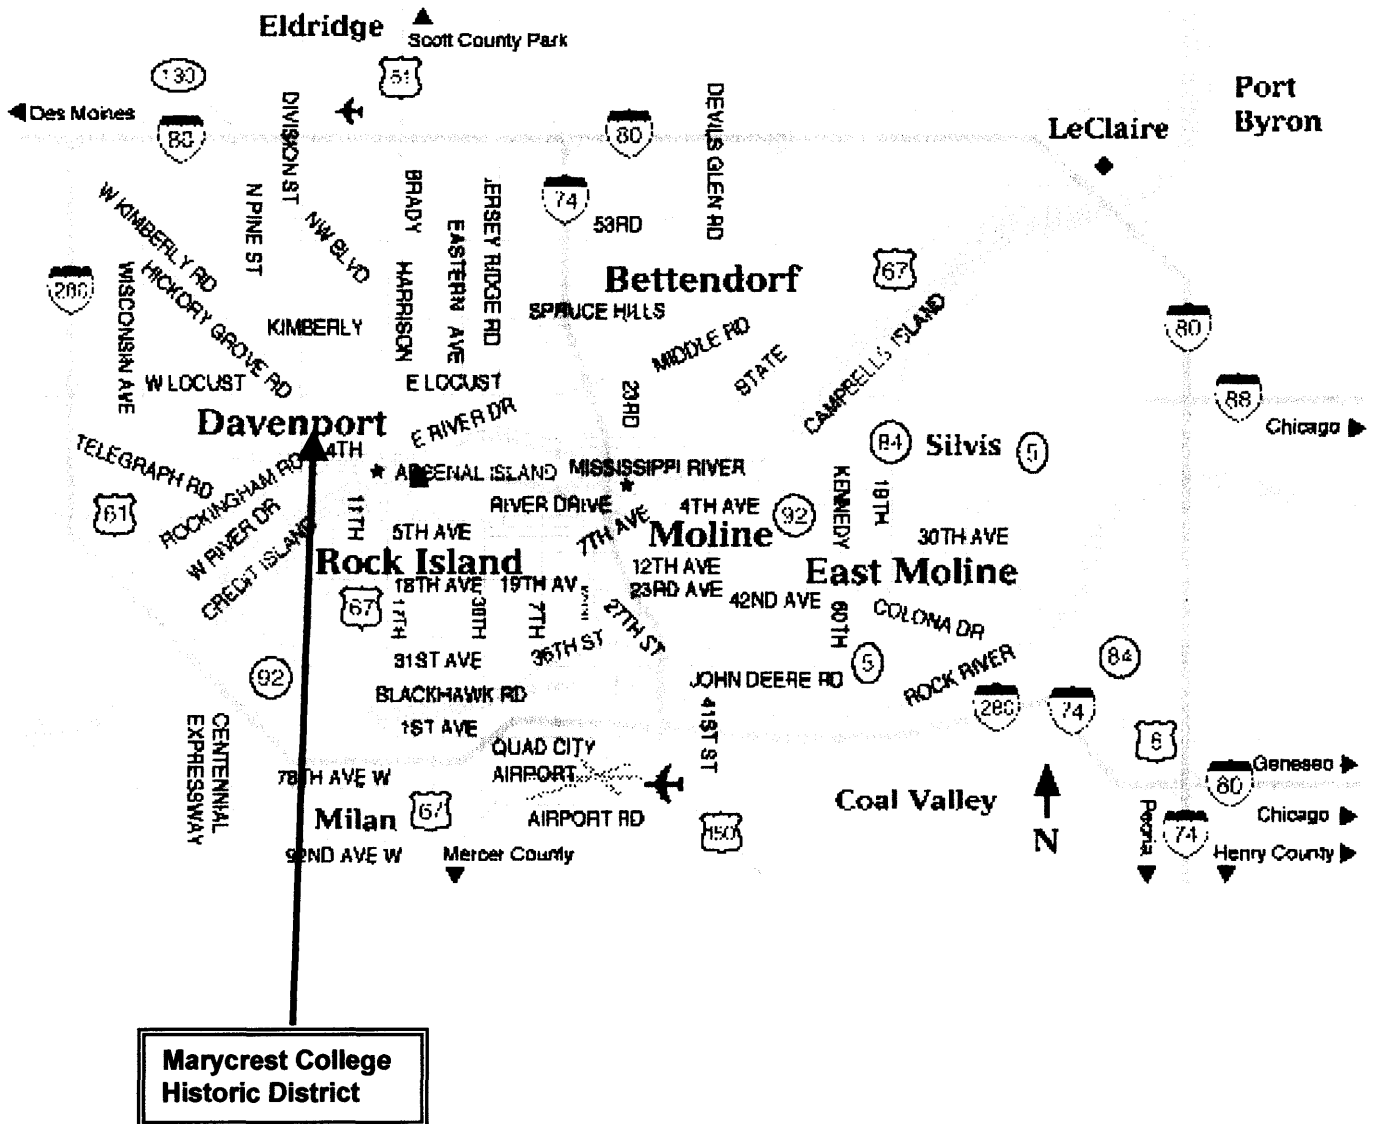 Eldridge
Scott County Park
130
61
Des Moines
80
DIVISION ST
80
DEVILS GLEN RD
LeClaire
Port
Byron
W KIMBERLY RD
N PINE ST
NW BLVD
BRADY
EASTERN AVE
JERSEY RIDGE RD
74
53RD
280
WISCONSIN AVE
HICKORY GROVE RD
KIMBERLY
HARRISON
Bettendorf
67
SPRUCE HILLS
MIDDLE RD
STATE
CAMPBELLS ISLAND
80
88
Chicago
W LOCUST
E LOCUST
23RD
Davenport
E RIVER DR
4TH
84
Silvis
5
TELEGRAPH RD
ROCKINGHAM RD
ARSENAL ISLAND
MISSISSIPPI RIVER
61
W RIVER DR
CREDIT ISLAND
11TH
RIVER DRIVE
4TH AVE
92
KENNEDY
19TH
5TH AVE
7TH AVE
Moline
30TH AVE
Rock Island
12TH AVE
East Moline
18TH AVE
19TH AV
23RD AVE
42ND AVE
67
17TH
30TH
7TH
27TH ST
60TH
COLONA DR
31ST AVE
36TH ST
5
84
92
BLACKHAWK RD
JOHN DEERE RD
ROCK RIVER
280
74
1ST AVE
41ST ST
6
CENTENNIAL
EXPRESSWAY
QUAD CITY
AIRPORT
78TH AVE W
Geneseo
80
Milan
67
AIRPORT RD
150
Coal Valley
N
Peoria
74
Chicago
92ND AVE W
Mercer County
Henry County
Marycrest College
Historic District